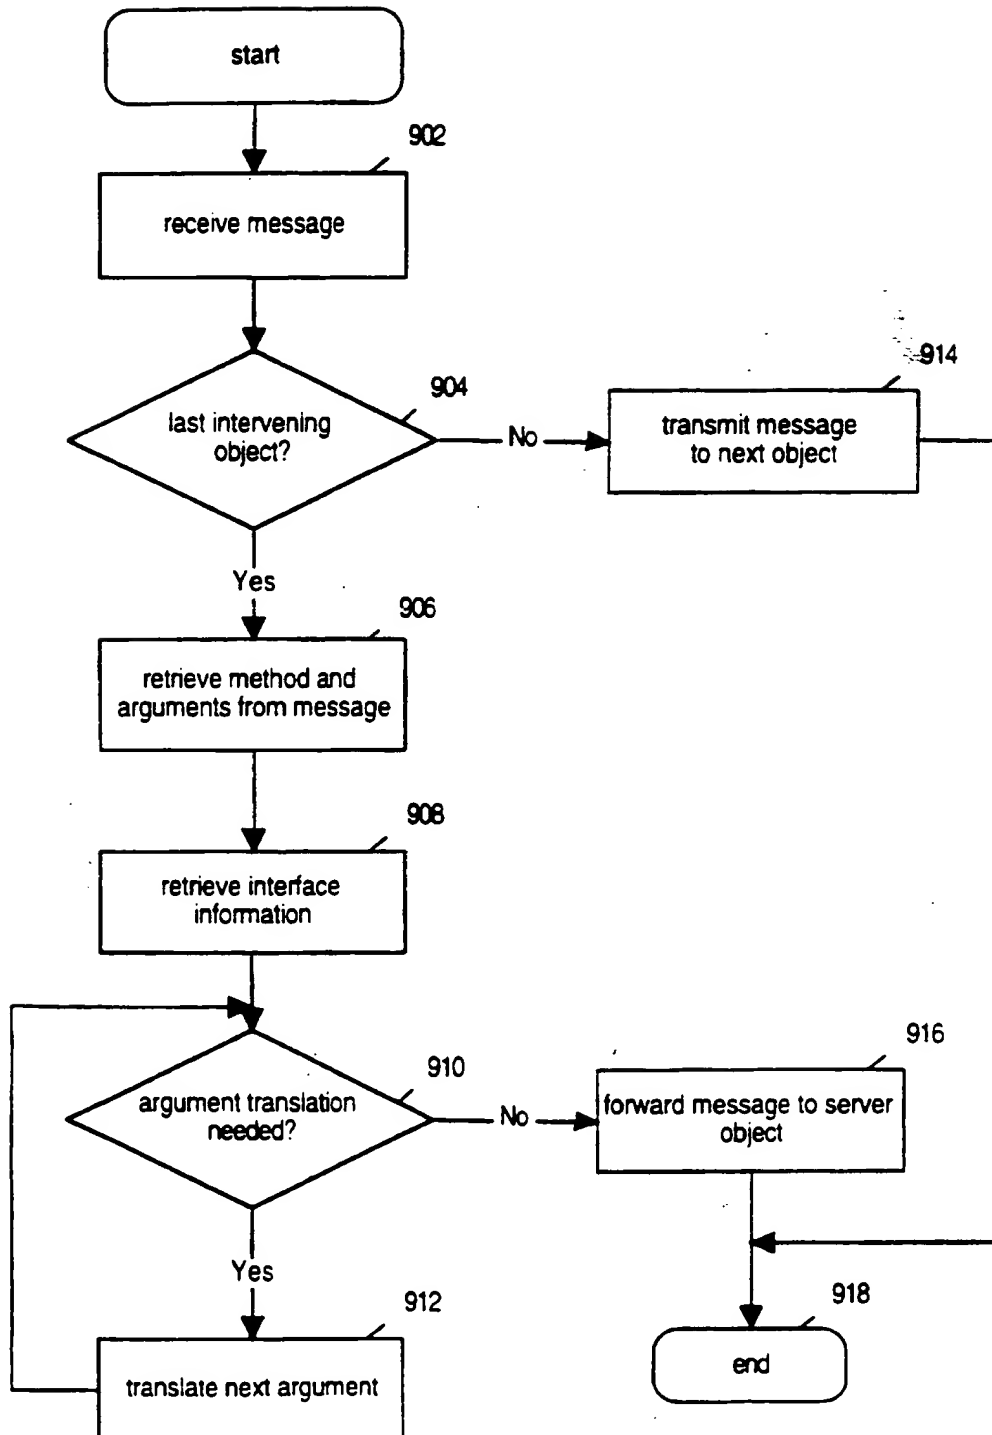 start
902
receive message
904
last intervening
object?
No
914
transmit message
to next object
Yes
906
retrieve method and
arguments from message
908
retrieve interface
information
910
argument translation
needed?
No
916
forward message to server
object
Yes
912
translate next argument
918
end